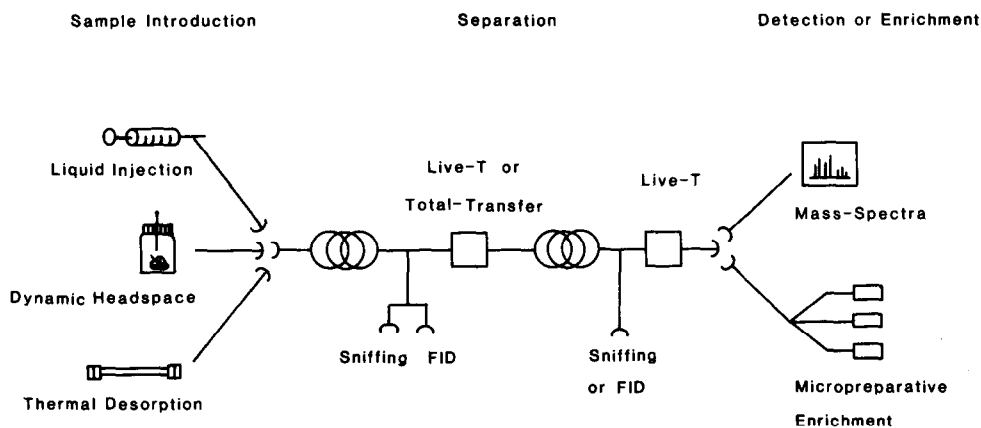 Sample Introduction
Separation
Detection or Enrichment
Liquid Injection
Live-T or
Total-Transfer
Live-T
Mass-Spectra
Dynamic Headspace
Sniffing FID
Sniffing
or FID
Thermal Desorption
Micropreparative
Enrichment